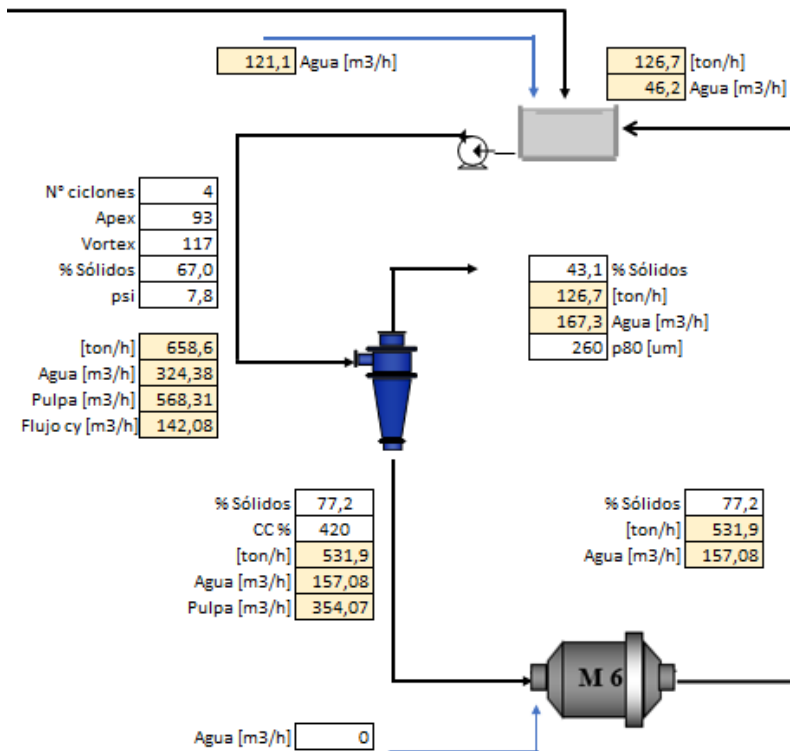 121,1 Agua [m3/h]
126,7 [ton/h]
46,2 Agua [m3/h]
N° ciclones 4
Apex 93
Vortex 117
% Sólidos 67,0
psi 7,8
43,1 % Sólidos
126,7 [ton/h]
167,3 Agua [m3/h]
260 p80 [um]
[ton/h] 658,6
Agua [m3/h] 324,38
Pulpa [m3/h] 568,31
Flujo cy [m3/h] 142,08
% Sólidos 77,2
CC % 420
[ton/h] 531,9
Agua [m3/h] 157,08
Pulpa [m3/h] 354,07
% Sólidos 77,2
[ton/h] 531,9
Agua [m3/h] 157,08
M 6
Agua [m3/h] 0